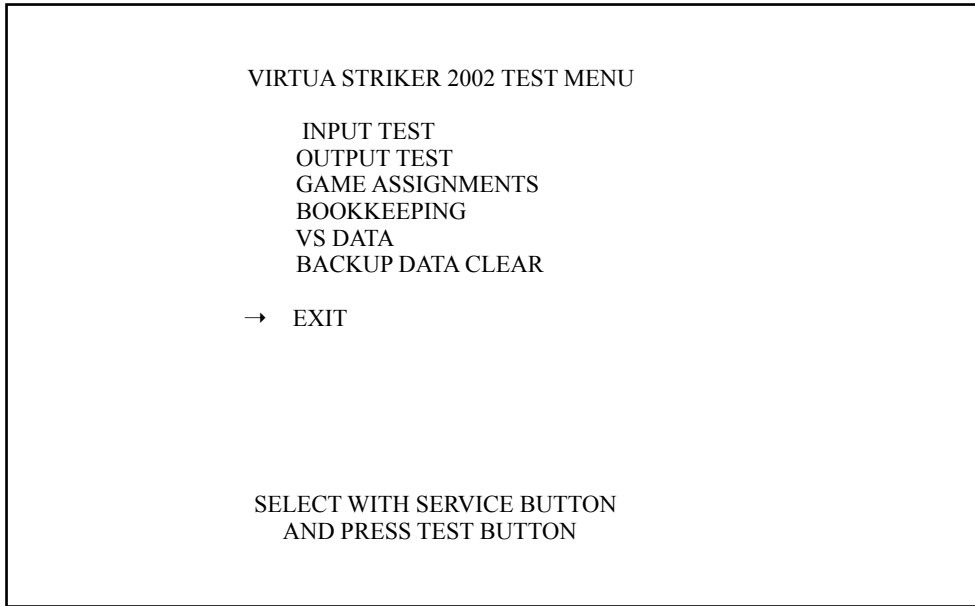 VIRTUA STRIKER 2002 TEST MENU
INPUT TEST
OUTPUT TEST
GAME ASSIGNMENTS
BOOKKEEPING
VS DATA
BACKUP DATA CLEAR
→ EXIT
SELECT WITH SERVICE BUTTON
AND PRESS TEST BUTTON